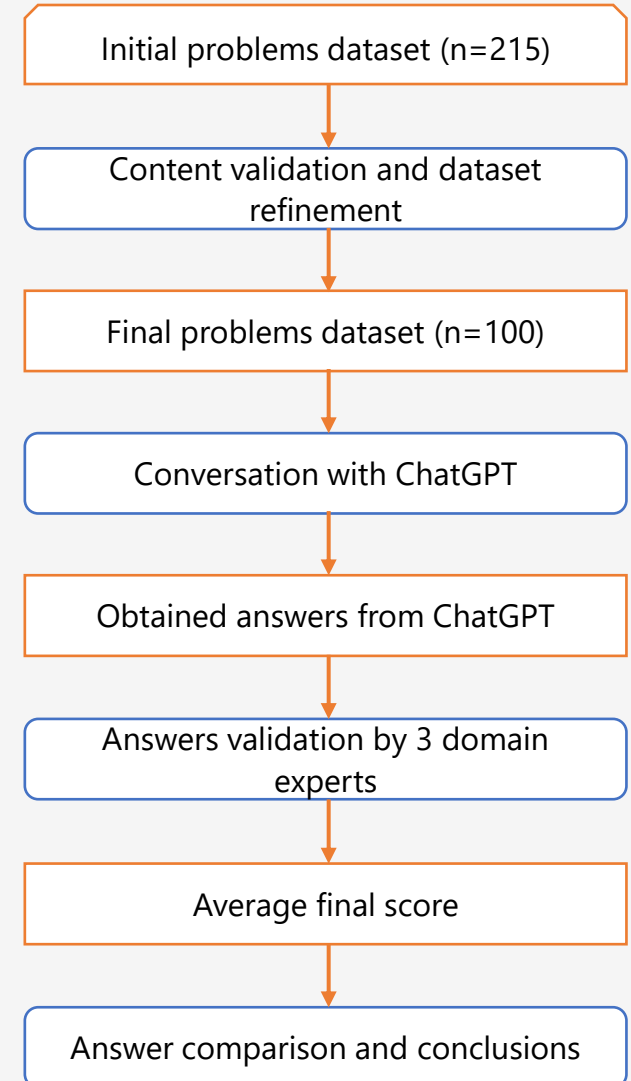 Initial problems dataset (n=215)
Content validation and dataset
refinement
Final problems dataset (n=100)
Conversation with ChatGPT
Obtained answers from ChatGPT
Answers validation by 3 domain
experts
Average final score
Answer comparison and conclusions